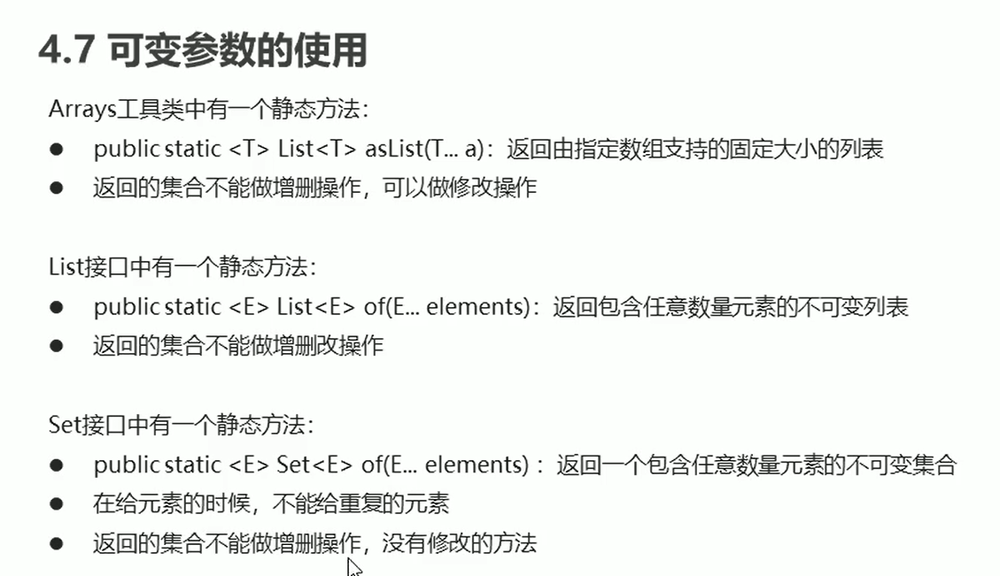 4.7 可变参数的使用
Arrays工具类中有一个静态方法：
● public static <T> List<T> asList(T... a)：返回由指定数组支持的固定大小的列表
● 返回的集合不能做增删操作，可以做修改操作
List接口中有一个静态方法：
● public static <E> List<E> of(E... elements)：返回包含任意数量元素的不可变列表
● 返回的集合不能做增删改操作
Set接口中有一个静态方法：
● public static <E> Set<E> of(E... elements) ：返回一个包含任意数量元素的不可变集合
● 在给元素的时候，不能给重复的元素
● 返回的集合不能做增删操作，没有修改的方法